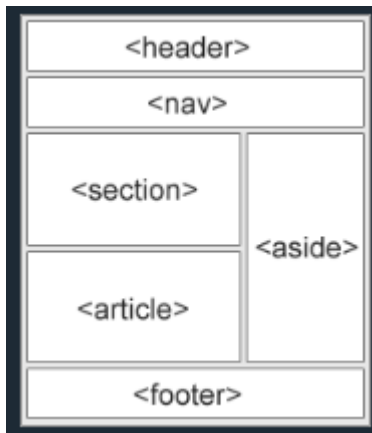 <header>
<nav>
<section>
<aside>
<article>
<footer>